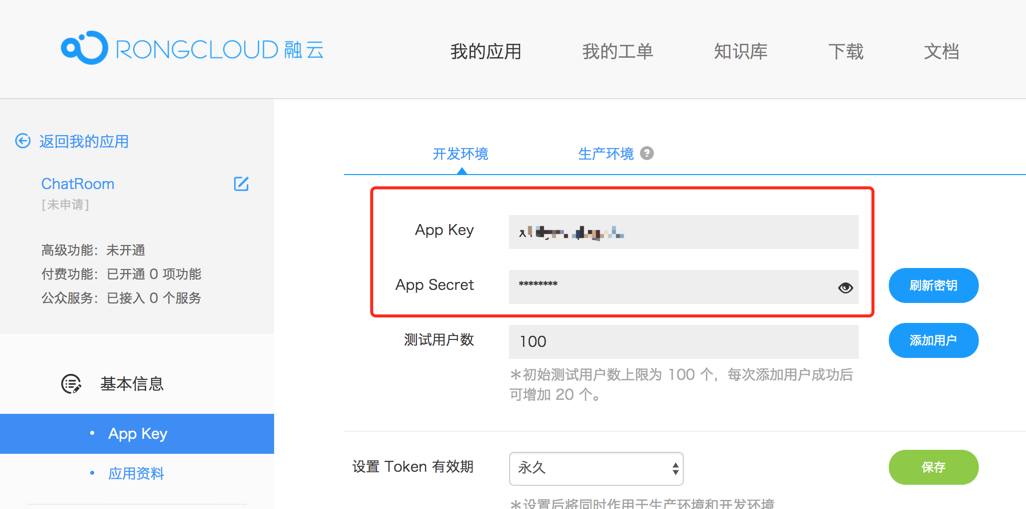 RONGCLOUD 融云
我的应用 我的工单 知识库 下载 文档
返回我的应用
ChatRoom
[未申请]
高级功能：未开通
付费功能：已开通 0 项功能
公众服务：已接入 0 个服务
基本信息
• App Key
• 应用资料
开发环境 生产环境 ?
App Key
App Secret ********
刷新密钥
测试用户数 100
添加用户
＊初始测试用户数上限为 100 个，每次添加用户成功后
可增加 20 个。
设置 Token 有效期 永久
保存
＊设置后将同时作用于生产环境和开发环境